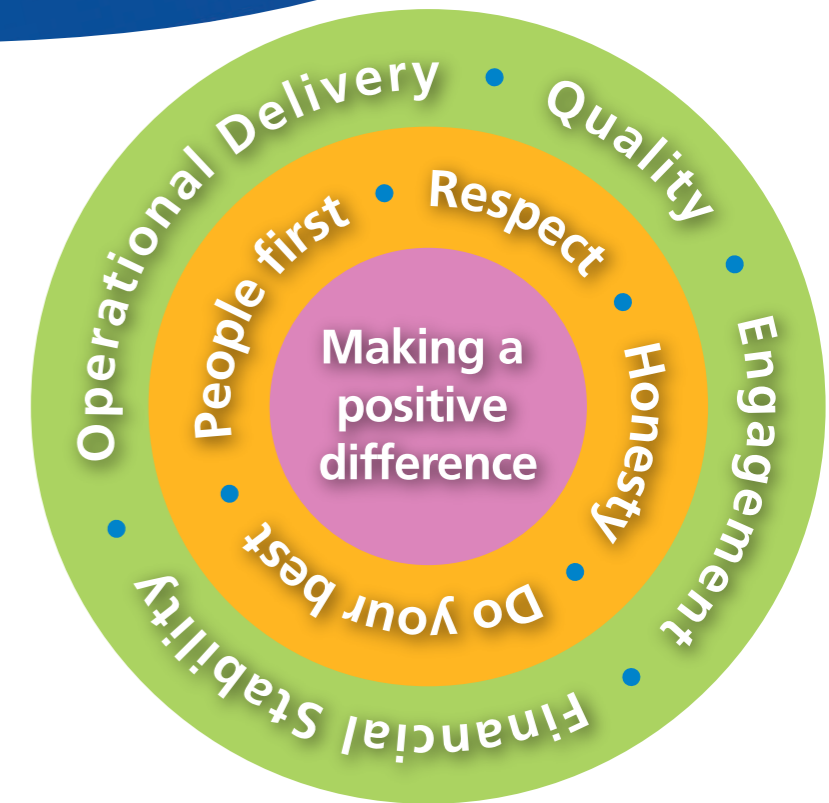 Operational Delivery • Quality • Engagement • Financial Stability •
People first • Respect • Honesty • Do your best •
Making a
positive
difference